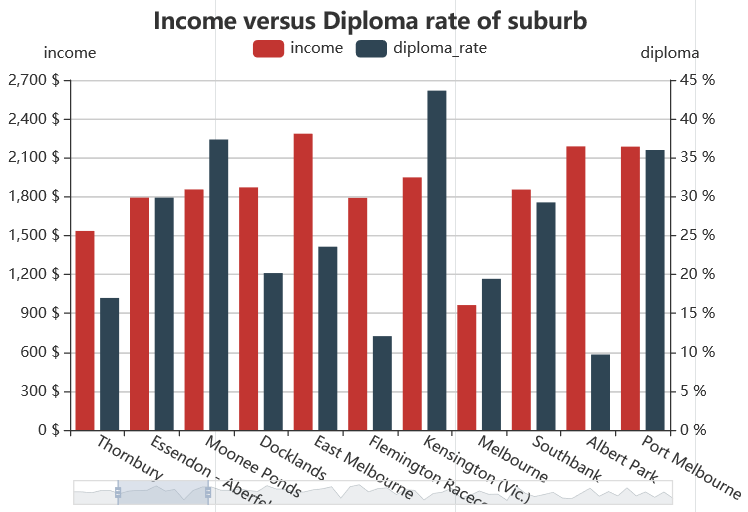 Income versus Diploma rate of suburb
income diploma_rate
income
diploma
2,700 $
2,400 $
2,100 $
1,800 $
1,500 $
1,200 $
900 $
600 $
300 $
0 $
45 %
40 %
35 %
30 %
25 %
20 %
15 %
10 %
5 %
0 %
Thornbury
Essendon -
Moonee Ponds
Docklands
East Melbourne
Flemington
Kensington (Vic.)
Melbourne
Southbank
Albert Park
Port Melbourne